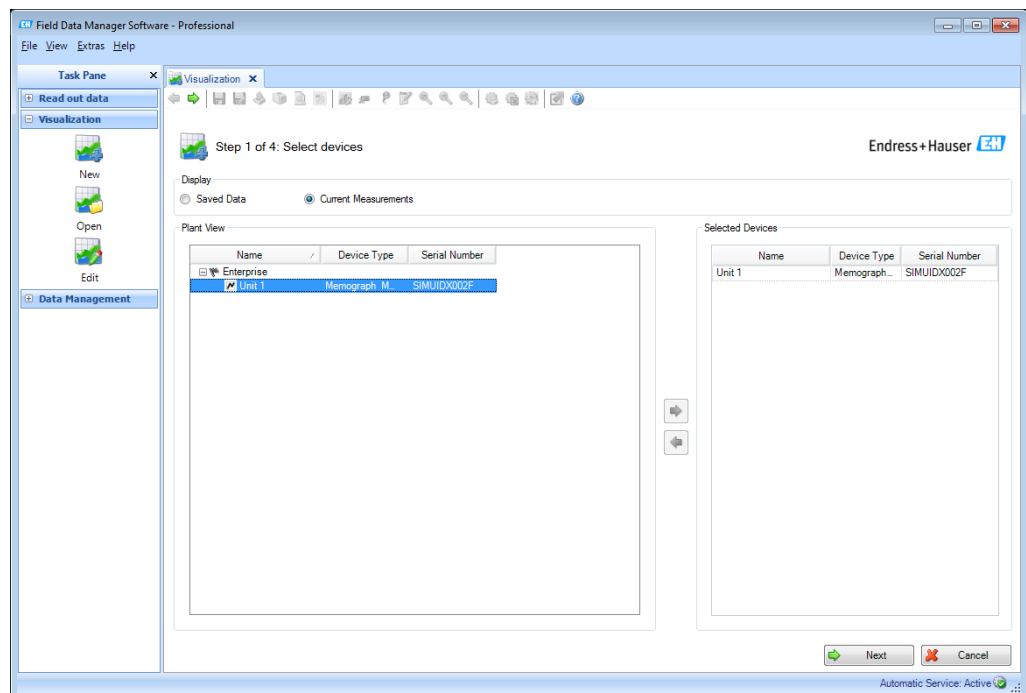 Field Data Manager Software - Professional
File View Extras Help
Task Pane
Visualization
Read out data
Visualization
Step 1 of 4: Select devices
Endress+Hauser EH
New
Display
Saved Data Current Measurements
Open
Plant View
Selected Devices
Name Device Type Serial Number
Name Device Type Serial Number
Enterprise
Unit 1 Memograph... SIMUIDX002F
Edit
Unit 1 Memograph M... SIMUIDX002F
Data Management
Next Cancel
Automatic Service: Active